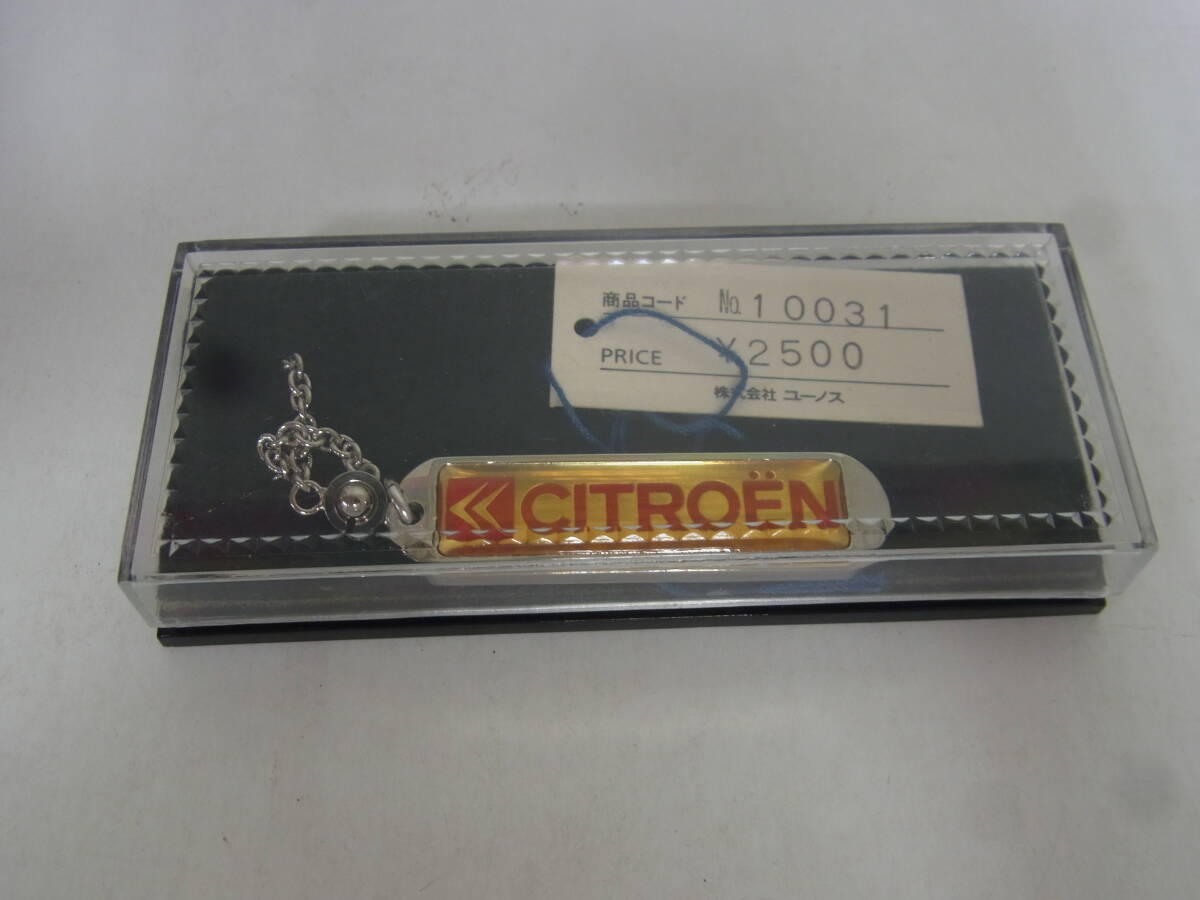 商品コード No. 10031
PRICE ¥2500
株式会社 ユーノス
CITROËN